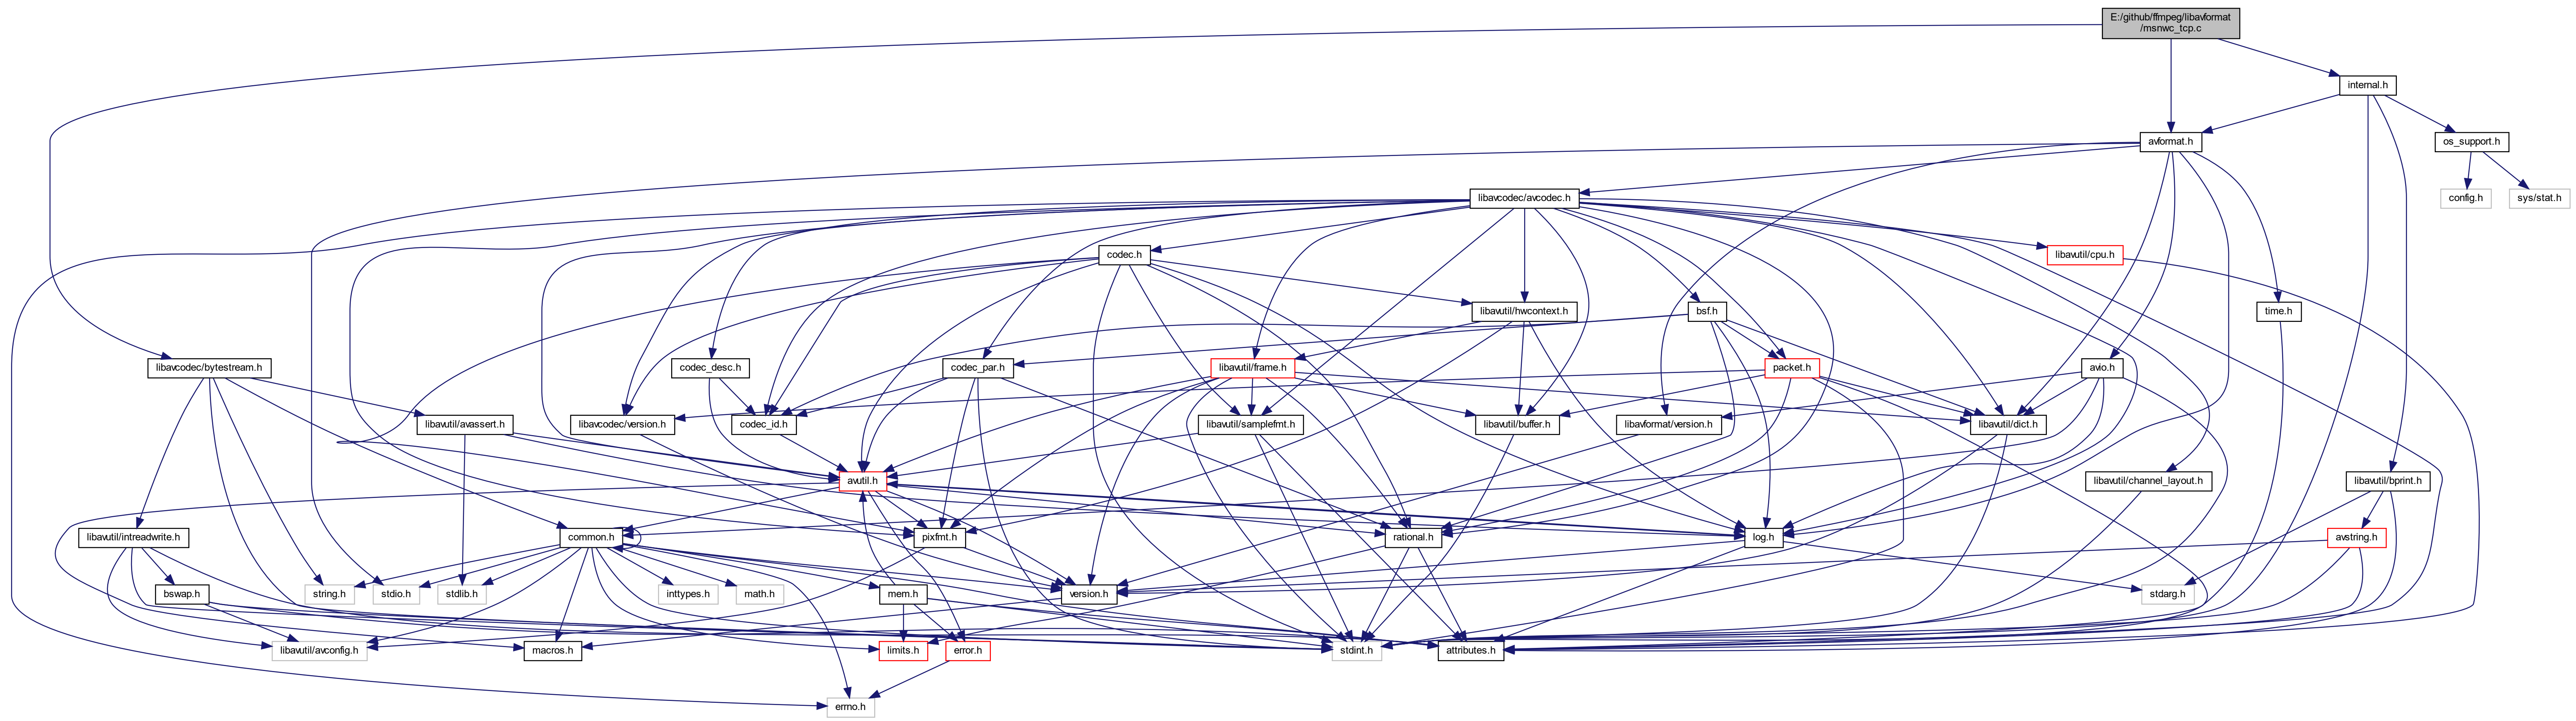 E:/github/ffmpeg/libavformat
/msnwc_tcp.c
internal.h
avformat.h
os_support.h
libavcodec/avcodec.h
config.h
sys/stat.h
codec.h
libavutil/cpu.h
libavutil/hwcontext.h
bsf.h
time.h
libavcodec/bytestream.h
codec_desc.h
codec_par.h
libavutil/frame.h
packet.h
avio.h
libavutil/avassert.h
libavcodec/version.h
codec_id.h
libavutil/samplefmt.h
libavutil/buffer.h
libavformat/version.h
libavutil/dict.h
avutil.h
libavutil/channel_layout.h
libavutil/bprint.h
libavutil/intreadwrite.h
common.h
pixfmt.h
rational.h
log.h
avstring.h
bswap.h
string.h
stdio.h
stdlib.h
inttypes.h
math.h
mem.h
version.h
stdarg.h
libavutil/avconfig.h
macros.h
limits.h
error.h
stdint.h
attributes.h
errno.h